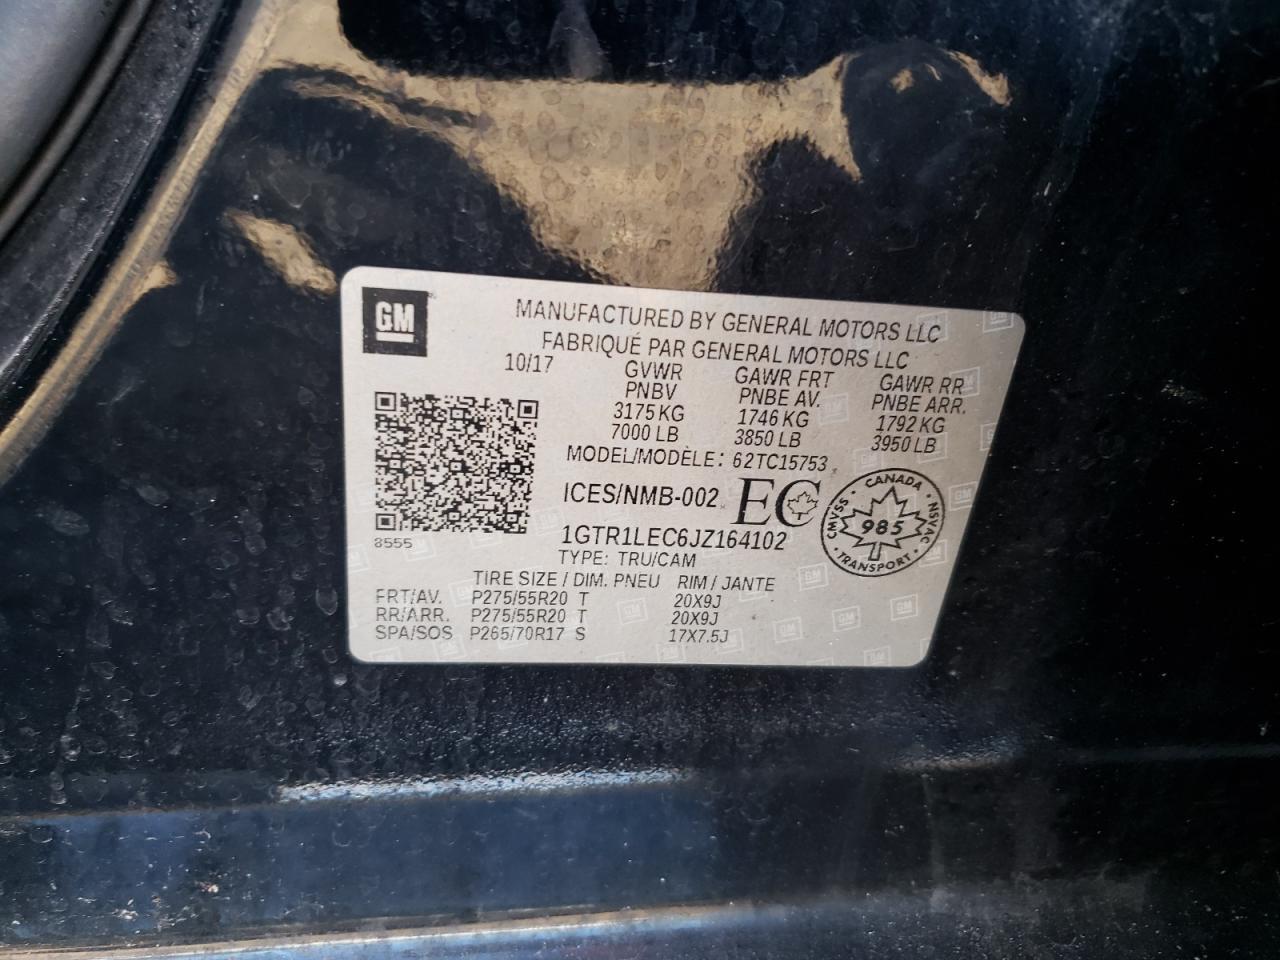 GM
MANUFACTURED BY GENERAL MOTORS LLC
FABRIQUÉ PAR GENERAL MOTORS LLC
10/17 GVWR GAWR FRT GAWR RR
PNBV PNBE AV. PNBE ARR.
3175 KG 1746 KG 1792 KG
7000 LB 3850 LB 3950 LB
MODEL/MODÈLE: 62TC15753
ICES/NMB-002 EC
CANADA
CMVSS 985 NSVAC
TRANSPORT
8555
1GTR1LEC6JZ164102
TYPE: TRU/CAM
TIRE SIZE / DIM. PNEU RIM / JANTE
FRT/AV. P275/55R20 T 20X9J
RR/ARR. P275/55R20 T 20X9J
SPA/SOS P265/70R17 S 17X7.5J